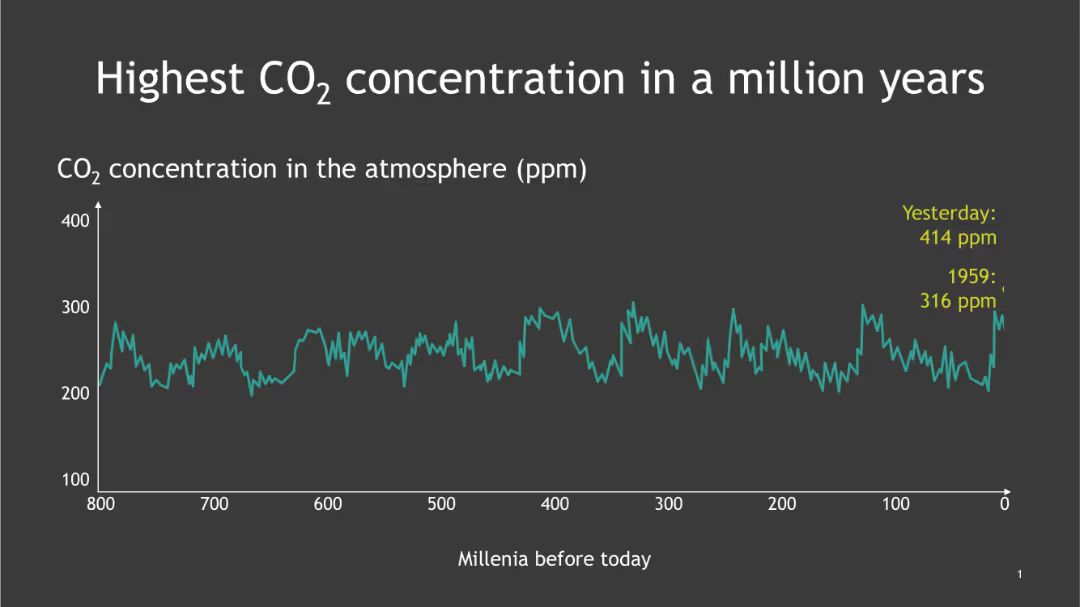 Highest CO₂ concentration in a million years
CO₂ concentration in the atmosphere (ppm)
400
300
200
100
Yesterday:
414 ppm
1959:
316 ppm
800 700 600 500 400 300 200 100 0
Millenia before today
1